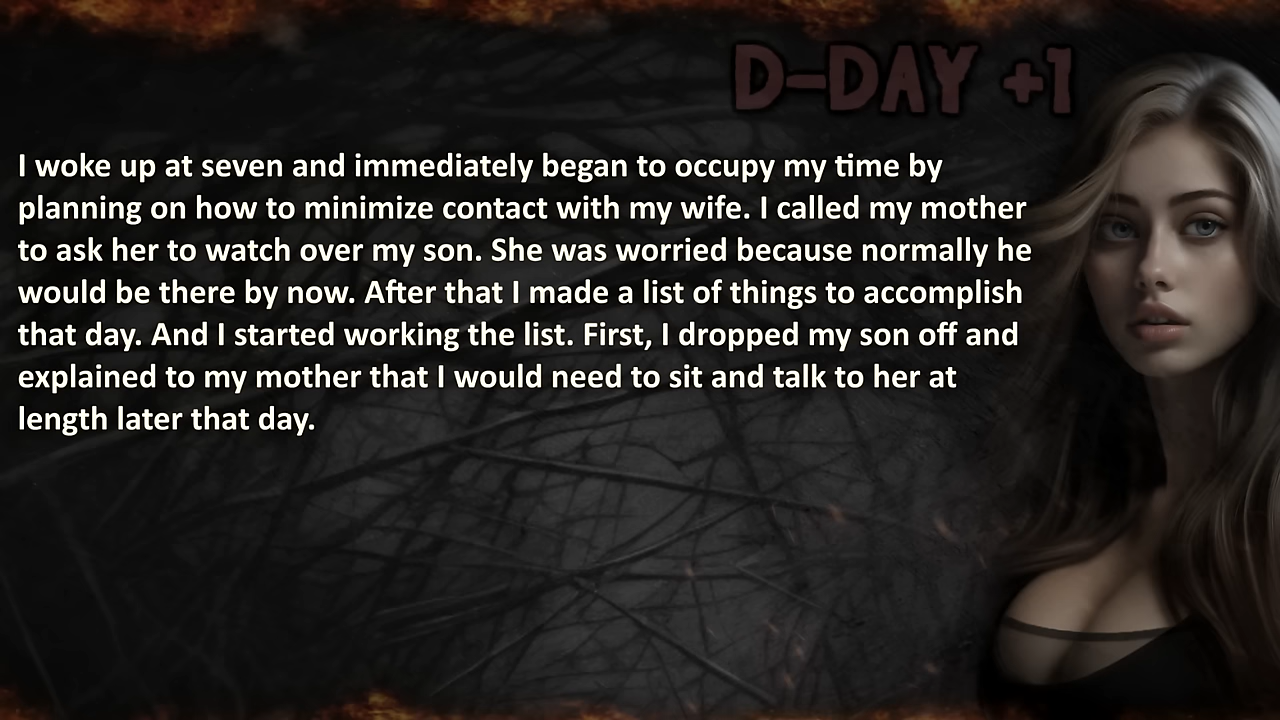 D-DAY +1
I woke up at seven and immediately began to occupy my time by
planning on how to minimize contact with my wife. I called my mother
to ask her to watch over my son. She was worried because normally he
would be there by now. After that I made a list of things to accomplish
that day. And I started working the list. First, I dropped my son off and
explained to my mother that I would need to sit and talk to her at
length later that day.